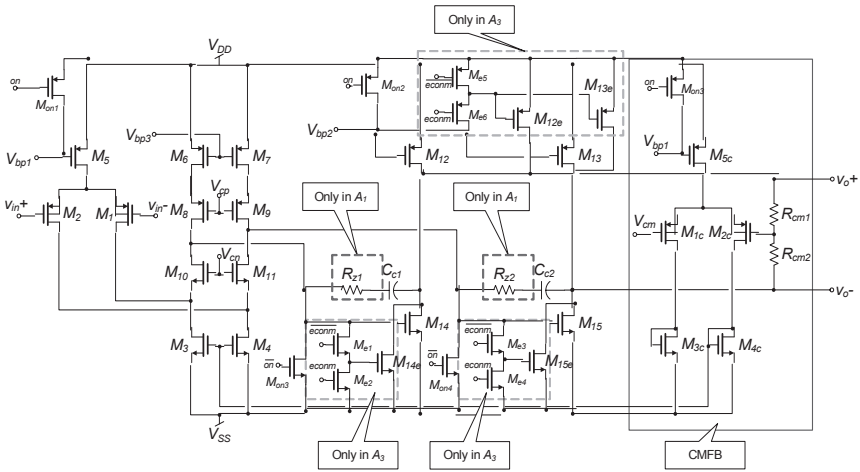 Only in A3
VDD
on
Mon1
on
Mon2
econm
Me5
econm
Me6
M13e
M12e
on
Mon3
Vbp3
Vbp2
Vbp1
M5
M6
M7
M12
M13
Vbp1
M5c
Vcp
Only in A1
Only in A1
vo+
vin+
M2
M1
vin-
M8
M9
Rcm1
Vcm
M1c
M2c
Vcn
Rcm2
M10
M11
Rz1
Cc1
Rz2
Cc2
vo-
M14
M15
M3
M4
on
Mon3
econm
Me1
econm
Me2
M14e
on
Mon4
econm
Me3
econm
Me4
M15e
M3c
M4c
VSS
Only in A3
Only in A3
CMFB